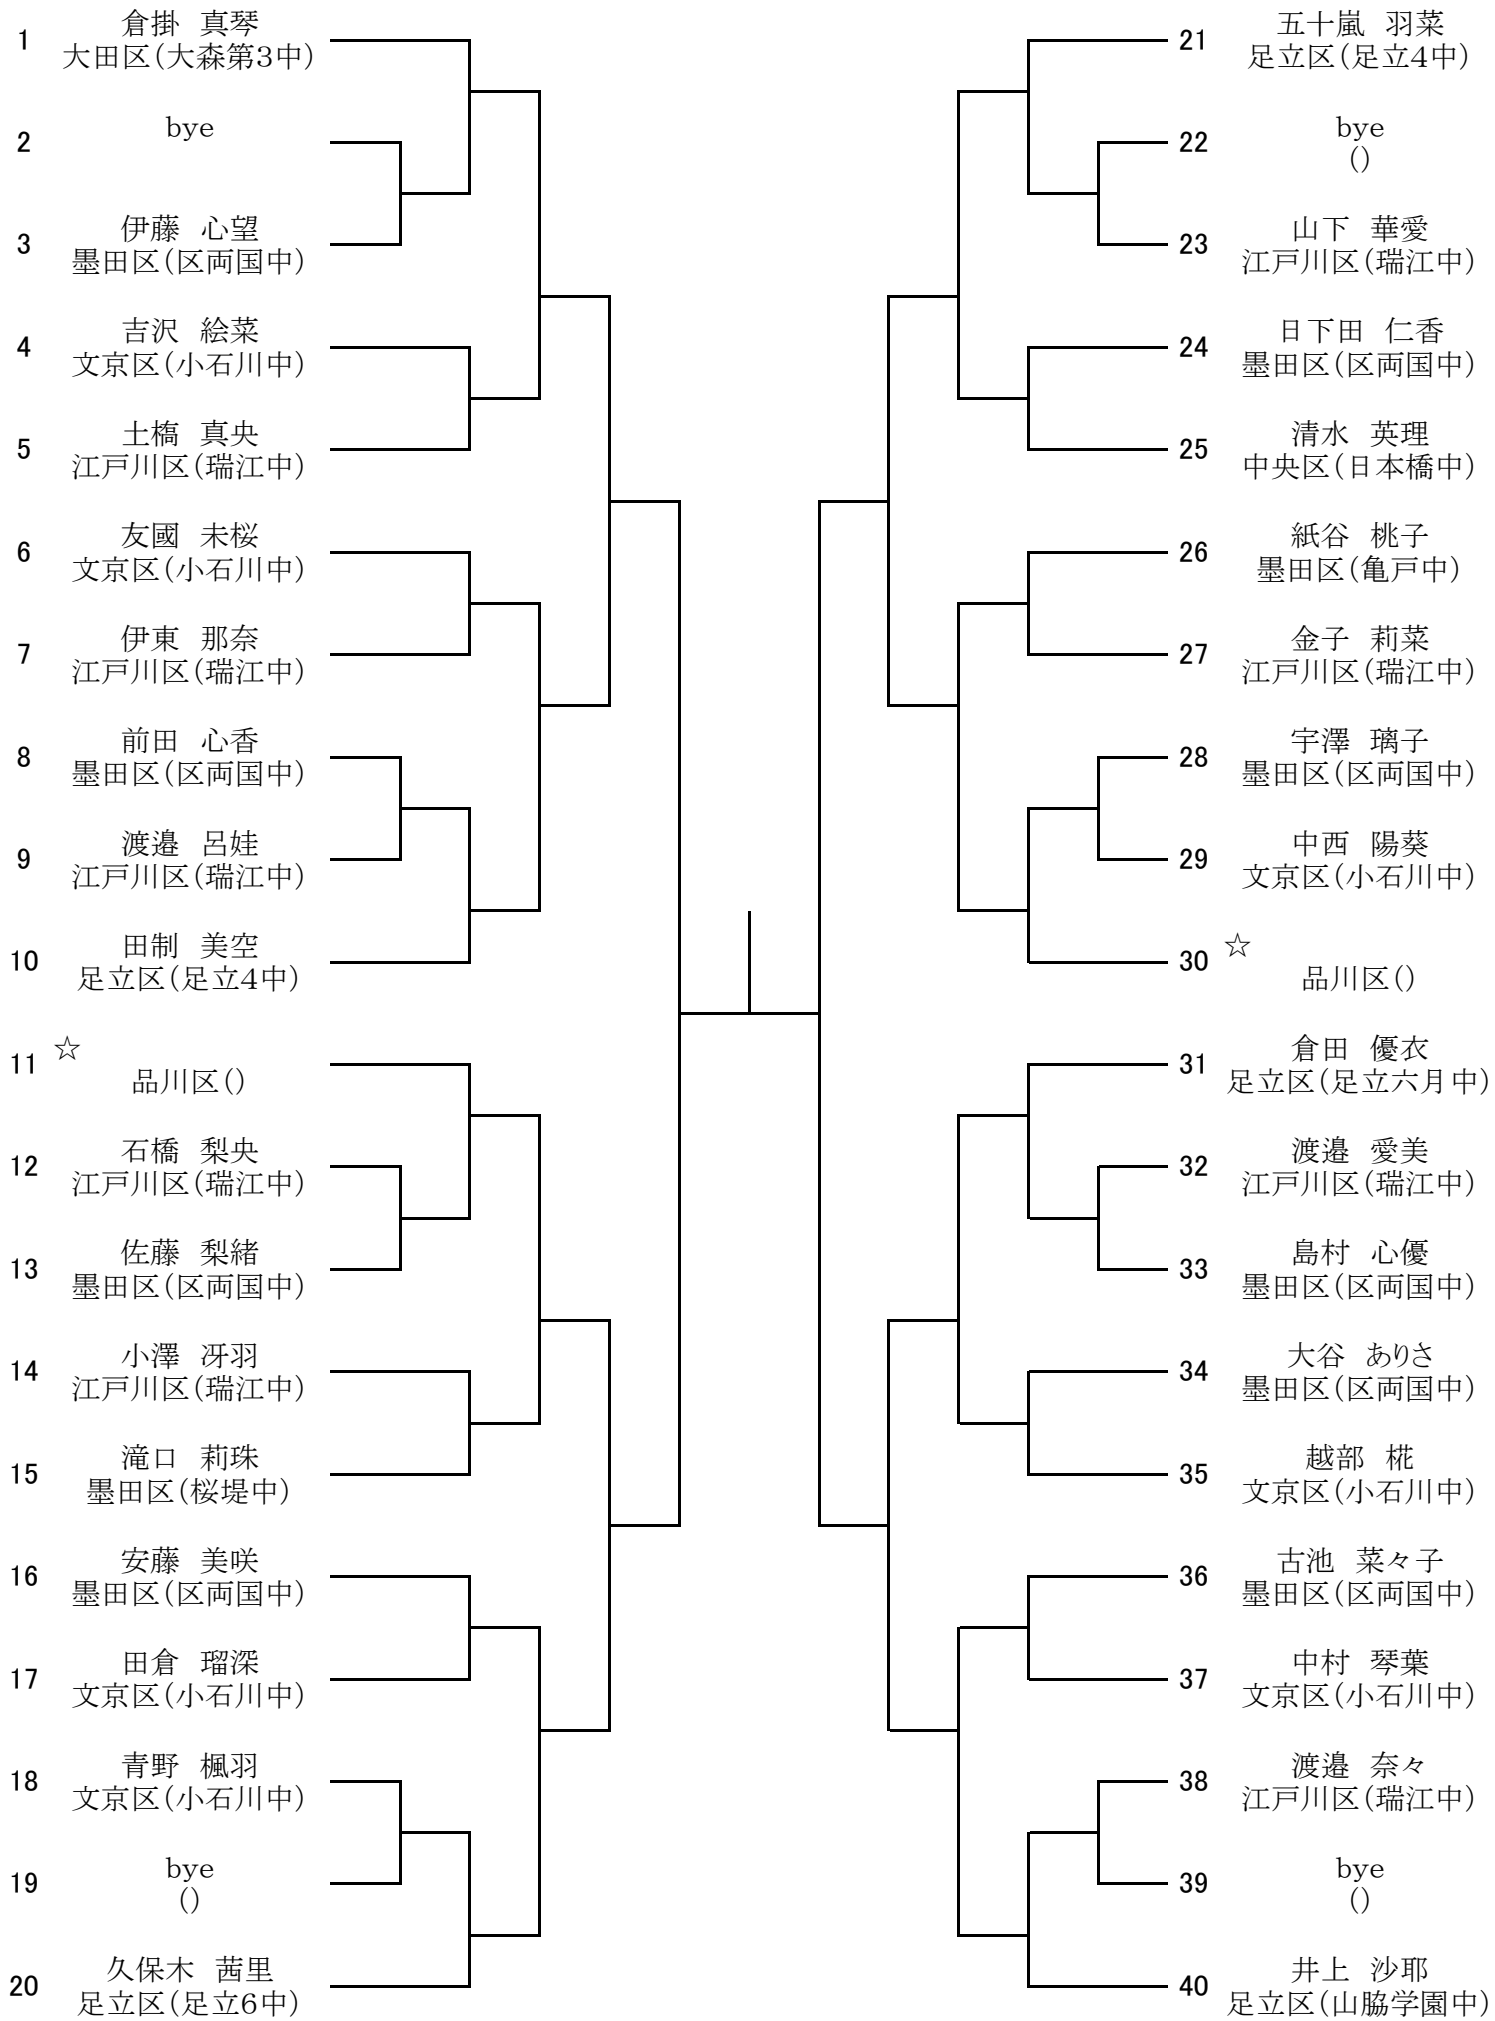 1
倉掛 真琴
大田区(大森第3中)
2
bye
3
伊藤 心望
墨田区(区両国中)
4
吉沢 絵菜
文京区(小石川中)
5
土橋 真央
江戸川区(瑞江中)
6
友國 未桜
文京区(小石川中)
7
伊東 那奈
江戸川区(瑞江中)
8
前田 心香
墨田区(区両国中)
9
渡邉 呂娃
江戸川区(瑞江中)
10
田制 美空
足立区(足立4中)
11 ☆
品川区()
12
石橋 梨央
江戸川区(瑞江中)
13
佐藤 梨緒
墨田区(区両国中)
14
小澤 冴羽
江戸川区(瑞江中)
15
滝口 莉珠
墨田区(桜堤中)
16
安藤 美咲
墨田区(区両国中)
17
田倉 瑠深
文京区(小石川中)
18
青野 楓羽
文京区(小石川中)
19
bye
()
20
久保木 茜里
足立区(足立6中)
21
五十嵐 羽菜
足立区(足立4中)
22
bye
()
23
山下 華愛
江戸川区(瑞江中)
24
日下田 仁香
墨田区(区両国中)
25
清水 英理
中央区(日本橋中)
26
紙谷 桃子
墨田区(亀戸中)
27
金子 莉菜
江戸川区(瑞江中)
28
宇澤 璃子
墨田区(区両国中)
29
中西 陽葵
文京区(小石川中)
30 ☆
品川区()
31
倉田 優衣
足立区(足立六月中)
32
渡邉 愛美
江戸川区(瑞江中)
33
島村 心優
墨田区(区両国中)
34
大谷 ありさ
墨田区(区両国中)
35
越部 椛
文京区(小石川中)
36
古池 菜々子
墨田区(区両国中)
37
中村 琴葉
文京区(小石川中)
38
渡邉 奈々
江戸川区(瑞江中)
39
bye
()
40
井上 沙耶
足立区(山脇学園中)